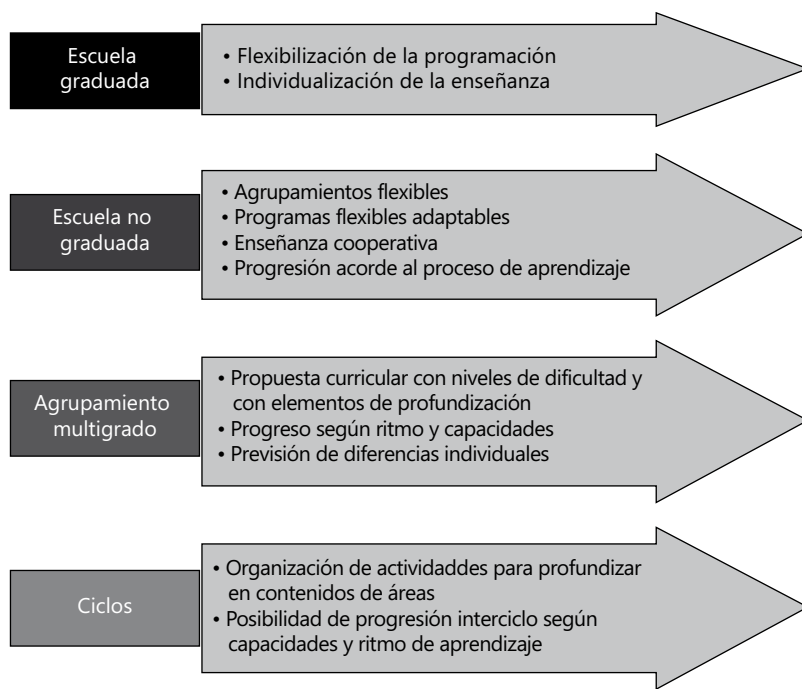 Escuela
graduada
• Flexibilización de la programación
• Individualización de la enseñanza
Escuela no
graduada
• Agrupamientos flexibles
• Programas flexibles adaptables
• Enseñanza cooperativa
• Progresión acorde al proceso de aprendizaje
Agrupamiento
multigrado
• Propuesta curricular con niveles de dificultad y
con elementos de profundización
• Progreso según ritmo y capacidades
• Previsión de diferencias individuales
Ciclos
• Organización de actividaddes para profundizar
en contenidos de áreas
• Posibilidad de progresión interciclo según
capacidades y ritmo de aprendizaje